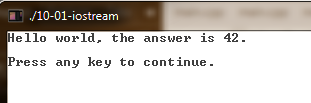 ./10-01-iostream
Hello world, the answer is 42.
Press any key to continue.